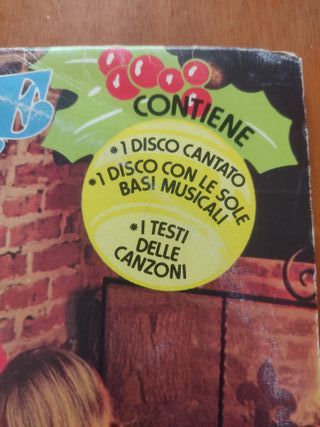 CONTIENE
*1 DISCO CANTATO
*1 DISCO CON LE SOLE
BASI MUSICALI
*I TESTI
DELLE
CANZONI